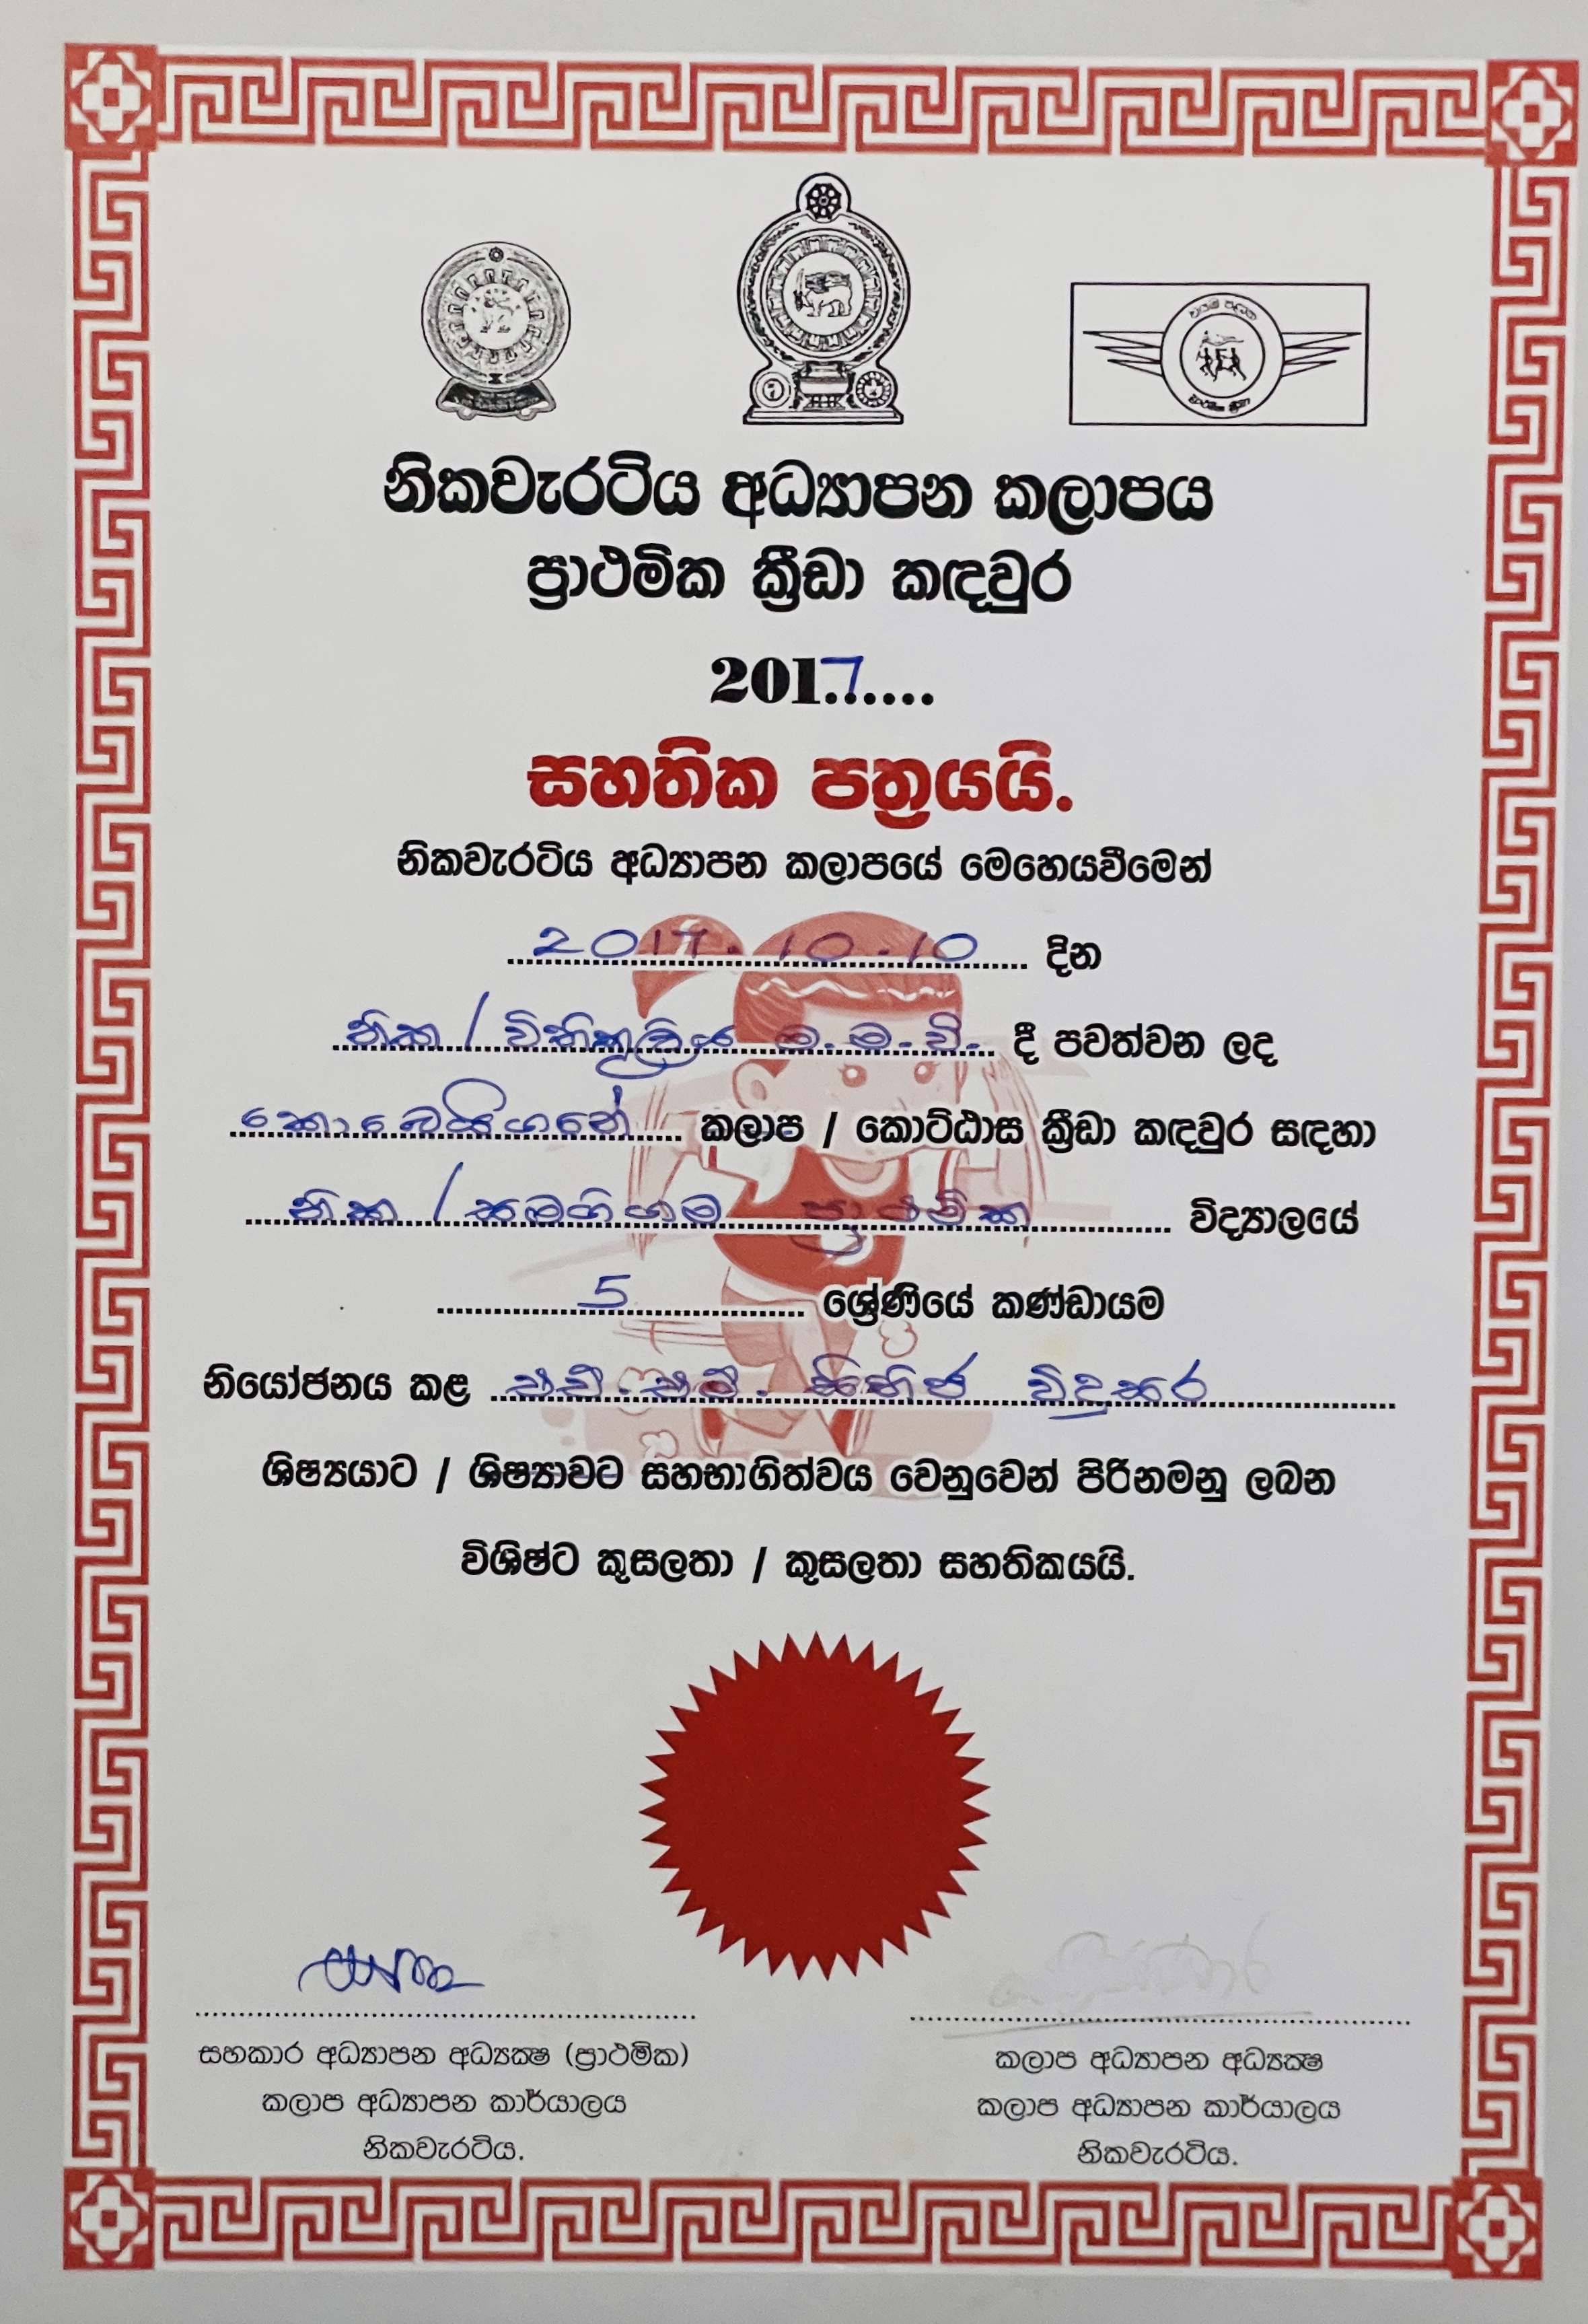 නිකවැරටිය අධ්‍යාපන කලාපය
ප්‍රාථමික ක්‍රීඩා කඳවුර
2017......
සහතික පත්‍රයයි.
නිකවැරටිය අධ්‍යාපන කලාපයේ මෙහෙයවීමෙන්
2017.10.10 දින
නික / ම.ම.වි. දී පවත්වන ලද
කොබෙයිගනේ කලාප / කොට්ඨාස ක්‍රීඩා කඳවුර සඳහා
නික / සමගිගම ප්‍රාථමික විද්‍යාලයේ
5 ශ්‍රේණියේ කණ්ඩායම
නියෝජනය කළ එච්.එම්. විදුසර
ශිෂ්‍යයාට / ශිෂ්‍යාවට සහභාගිත්වය වෙනුවෙන් පිරිනමනු ලබන
විශිෂ්ට කුසලතා / කුසලතා සහතිකයයි.
සහකාර අධ්‍යාපන අධ්‍යක්ෂ (ප්‍රාථමික)
කලාප අධ්‍යාපන කාර්යාලය
නිකවැරටිය.
කලාප අධ්‍යාපන අධ්‍යක්ෂ
කලාප අධ්‍යාපන කාර්යාලය
නිකවැරටිය.